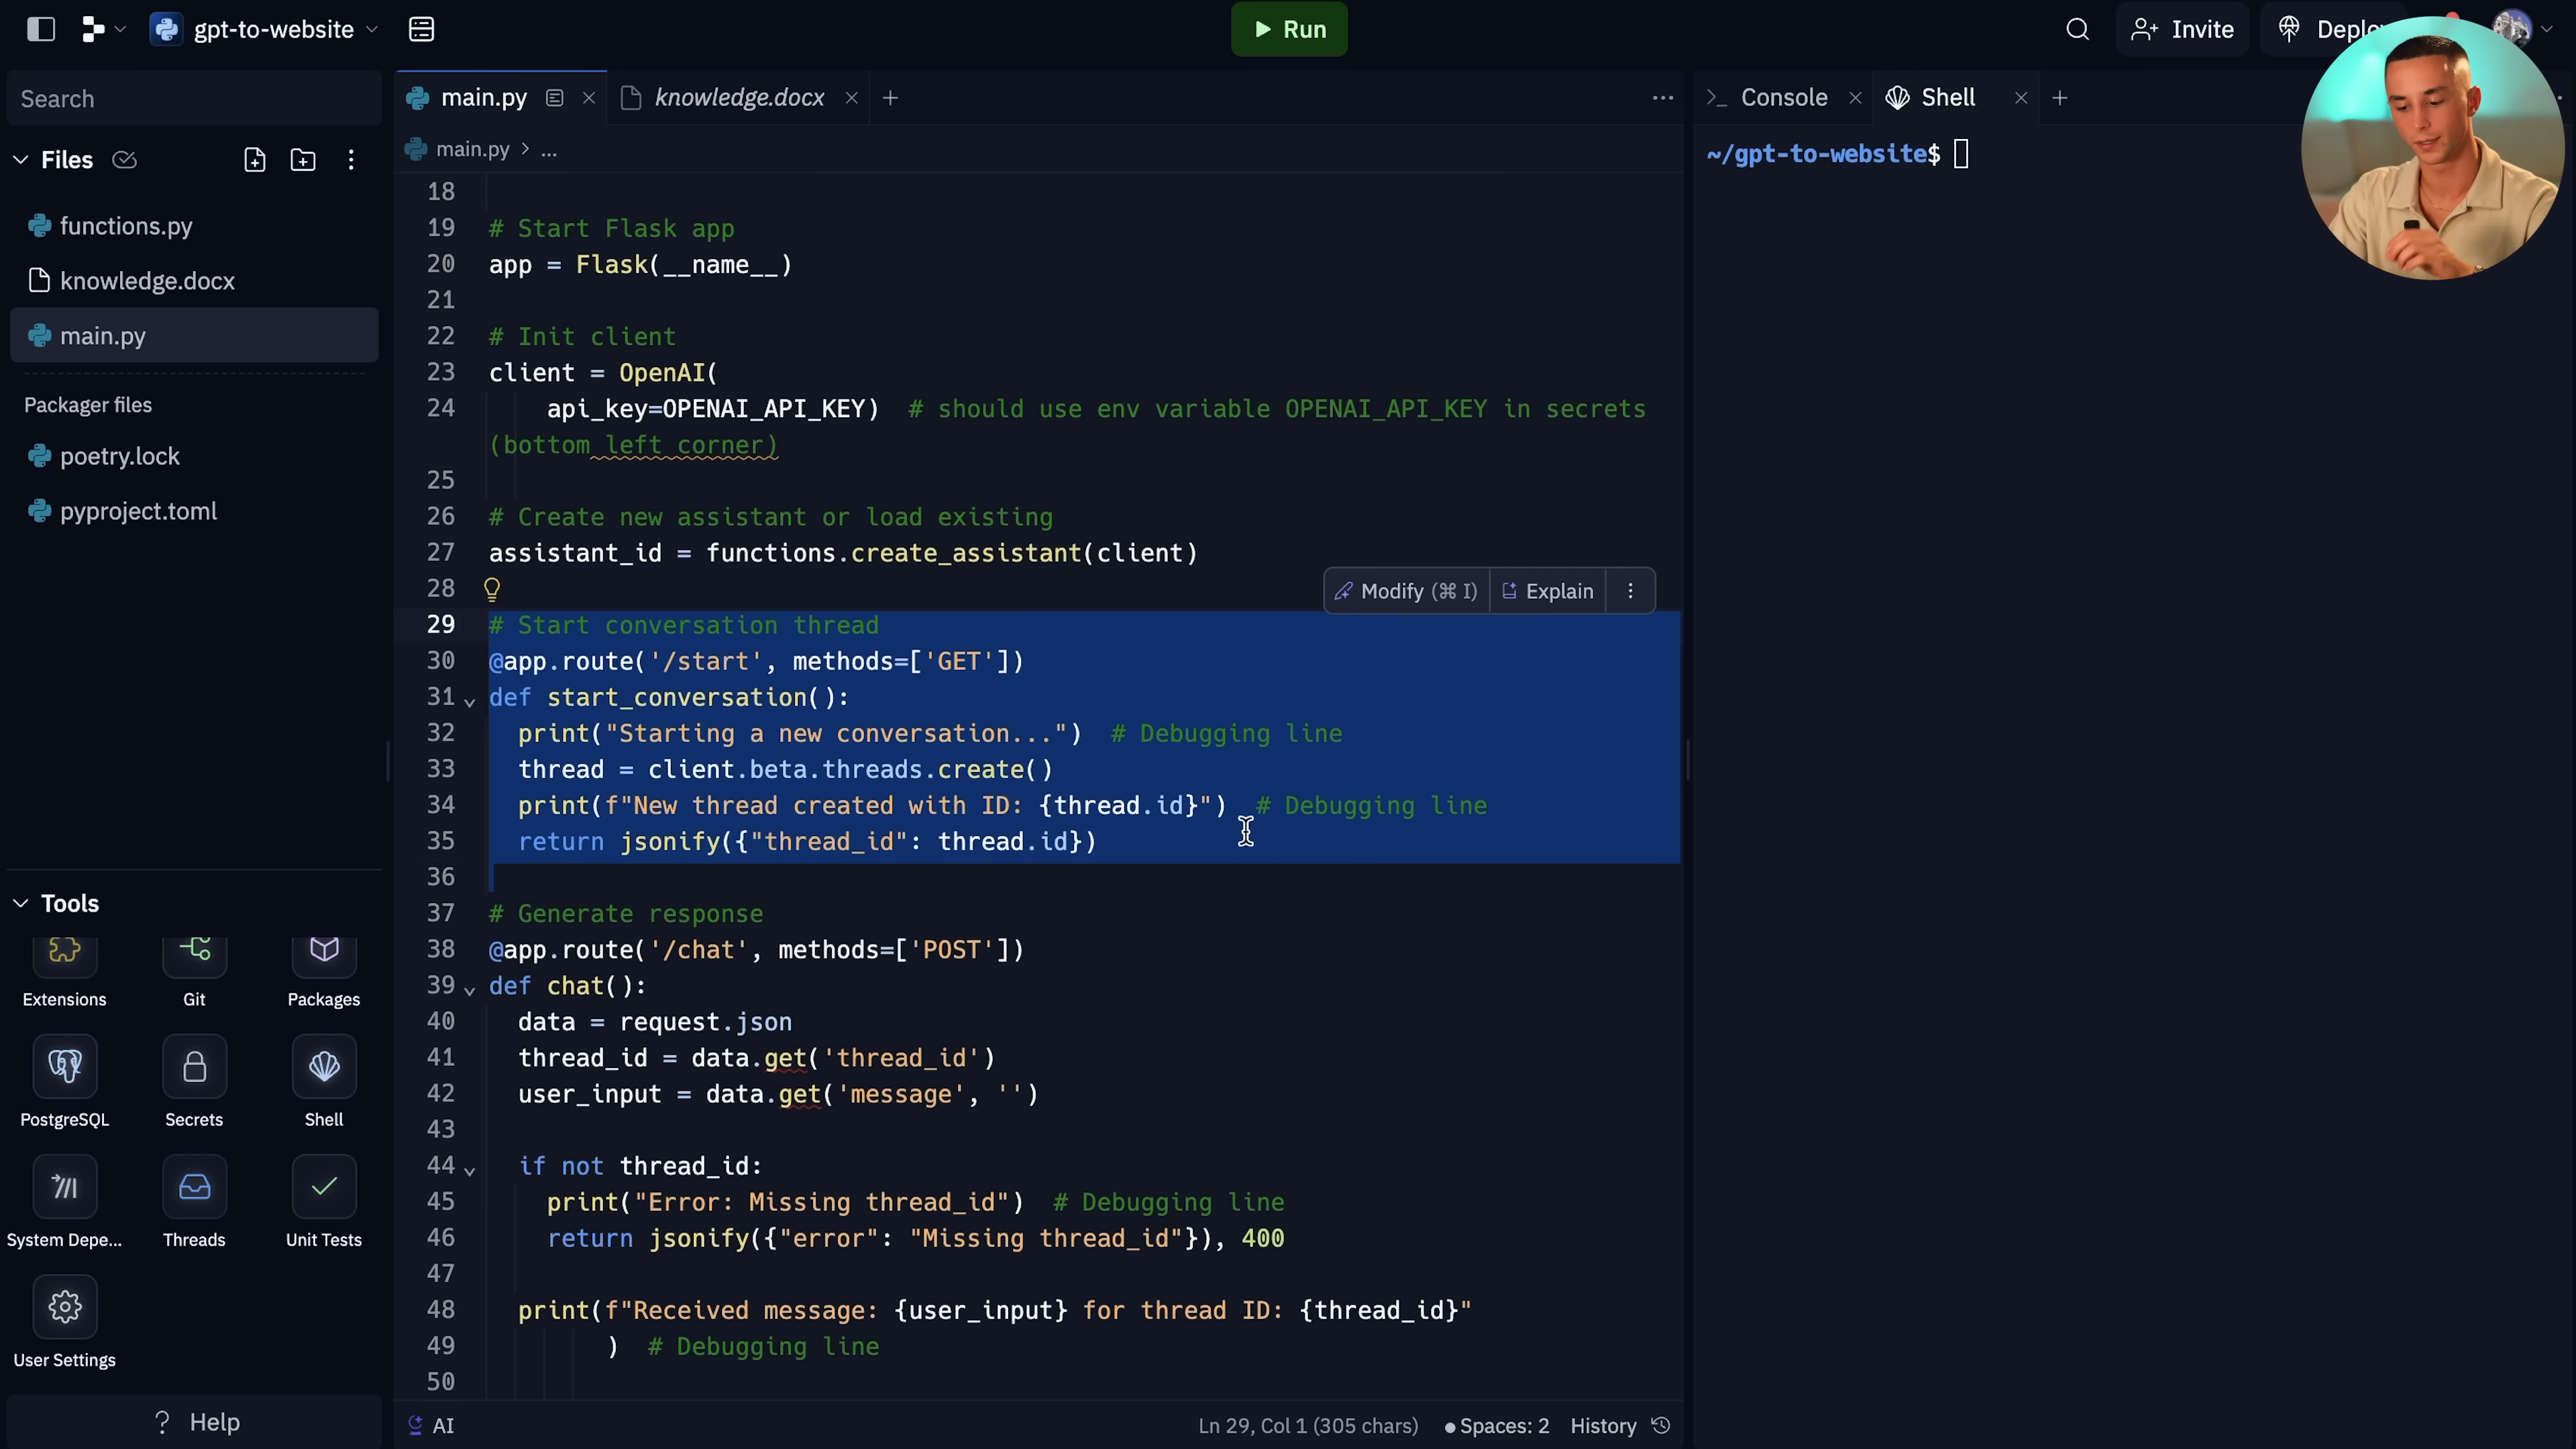 gpt-to-website
Run
Invite
Search
main.py
knowledge.docx
Console
Shell
Files
main.py > ...
~/gpt-to-website$
functions.py
knowledge.docx
main.py
Packager files
poetry.lock
pyproject.toml
18
19 # Start Flask app
20 app = Flask(__name__)
21
22 # Init client
23 client = OpenAI(
24 api_key=OPENAI_API_KEY) # should use env variable OPENAI_API_KEY in secrets
(bottom left corner)
25
26 # Create new assistant or load existing
27 assistant_id = functions.create_assistant(client)
28
Modify (⌘ I)
Explain
29 # Start conversation thread
30 @app.route('/start', methods=['GET'])
31 def start_conversation():
32 print("Starting a new conversation...") # Debugging line
33 thread = client.beta.threads.create()
34 print(f"New thread created with ID: {thread.id}") # Debugging line
35 return jsonify({"thread_id": thread.id})
36
37 # Generate response
38 @app.route('/chat', methods=['POST'])
39 def chat():
40 data = request.json
41 thread_id = data.get('thread_id')
42 user_input = data.get('message', '')
43
44 if not thread_id:
45 print("Error: Missing thread_id") # Debugging line
46 return jsonify({"error": "Missing thread_id"}), 400
47
48 print(f"Received message: {user_input} for thread ID: {thread_id}"
49 ) # Debugging line
50
Tools
Extensions
Git
Packages
PostgreSQL
Secrets
Shell
System Depe...
Threads
Unit Tests
User Settings
? Help
AI
Ln 29, Col 1 (305 chars)
Spaces: 2
History